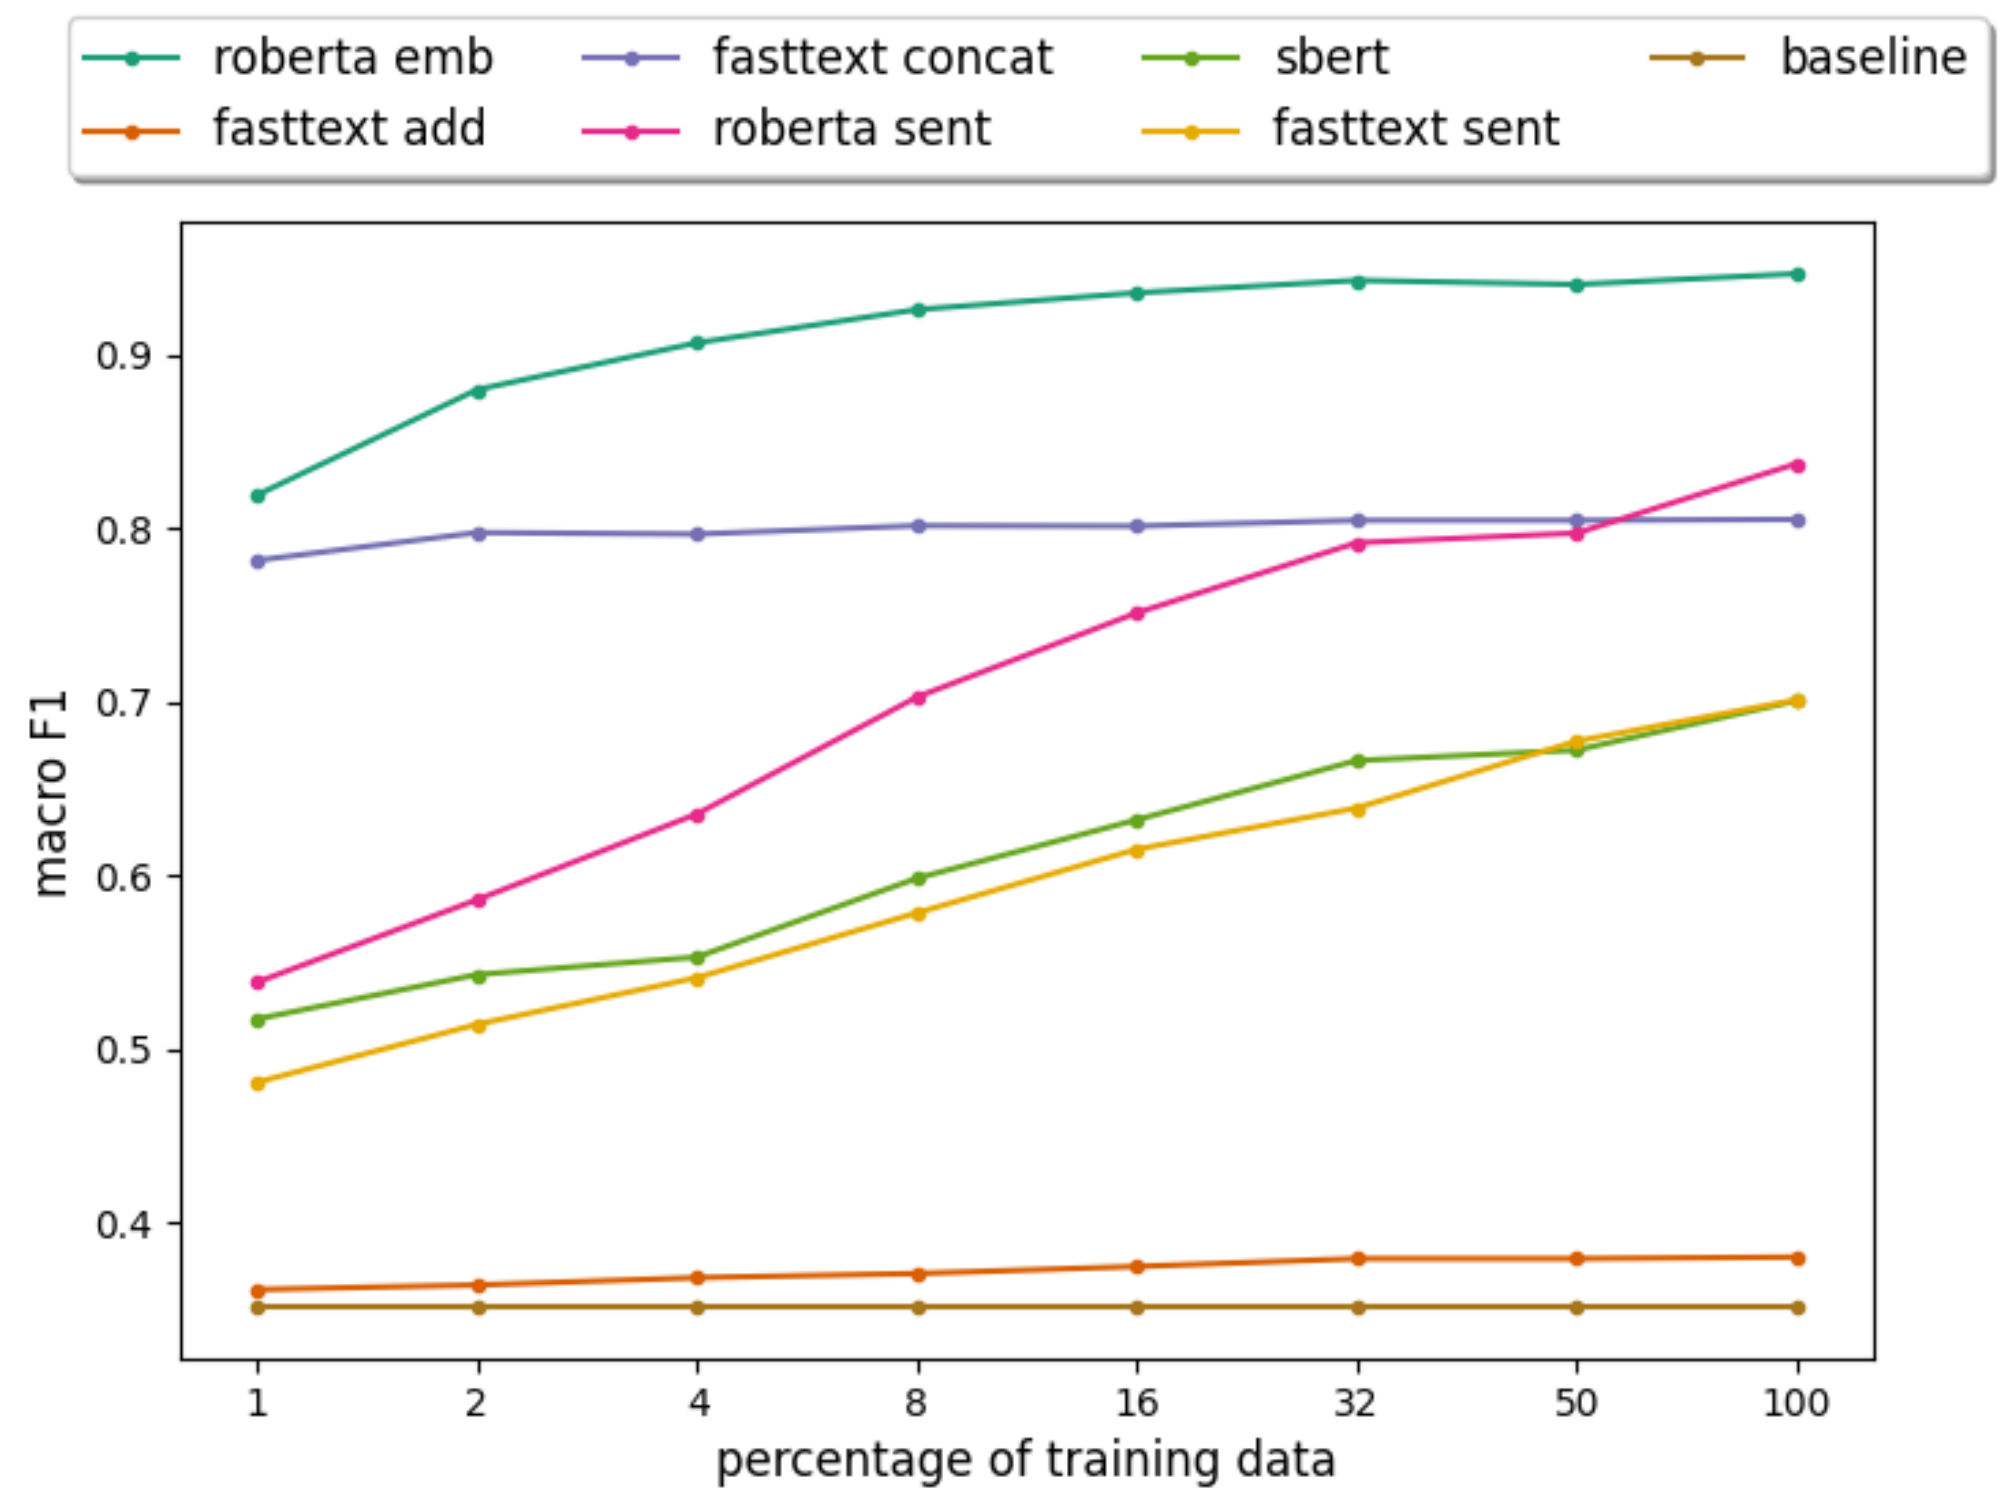 roberta emb fasttext concat sbert baseline
fasttext add roberta sent fasttext sent
0.9
0.8
0.7
0.6
0.5
0.4
macro F1
1 2 4 8 16 32 50 100
percentage of training data